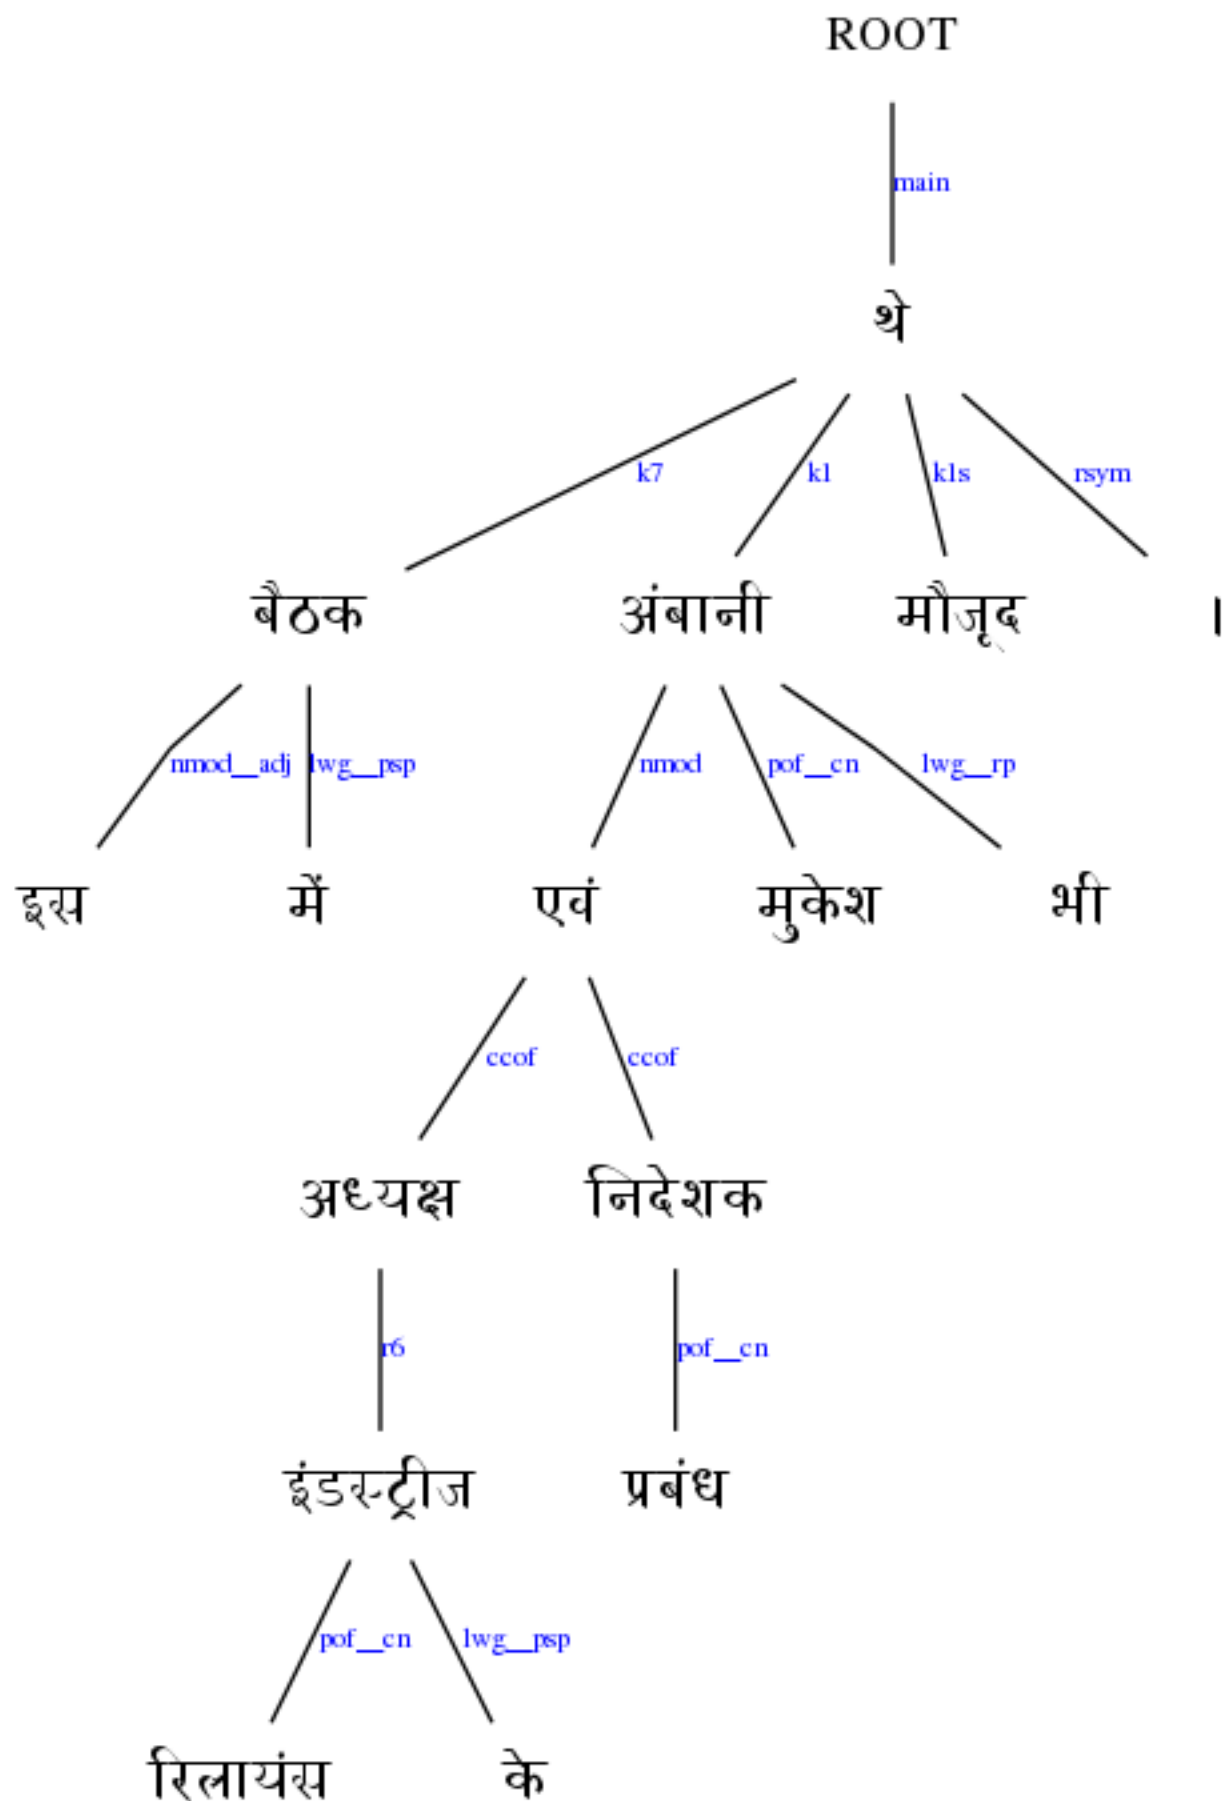 ROOT
main
थे
k7 k1 k1s rsym
बैठक अंबानी मौजूद ।
nmod__adj lwg__psp nmod pof__cn lwg__rp
इस में एवं मुकेश भी
ccof ccof
अध्यक्ष निदेशक
r6 pof__cn
इंडस्ट्रीज प्रबंध
pof__cn lwg__psp
रिलायंस के